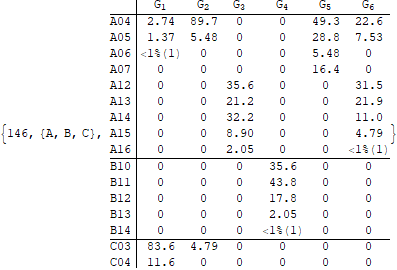 G1 G2 G3 G4 G5 G6
A04 2.74 89.7 0 0 49.3 22.6
A05 1.37 5.48 0 0 28.8 7.53
A06 <1%(1) 0 0 0 5.48 0
A07 0 0 0 0 16.4 0
A12 0 0 35.6 0 0 31.5
A13 0 0 21.2 0 0 21.9
A14 0 0 32.2 0 0 11.0
{146, {A, B, C}, A15 0 0 8.90 0 0 4.79 }
A16 0 0 2.05 0 0 <1%(1)
B10 0 0 0 35.6 0 0
B11 0 0 0 43.8 0 0
B12 0 0 0 17.8 0 0
B13 0 0 0 2.05 0 0
B14 0 0 0 <1%(1) 0 0
C03 83.6 4.79 0 0 0 0
C04 11.6 0 0 0 0 0